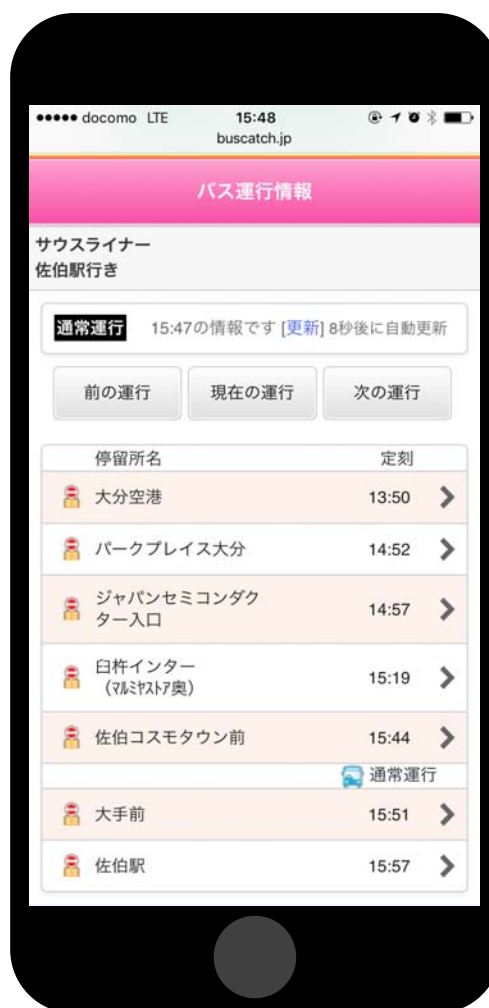 docomo LTE 15:48
buscatch.jp
バス運行情報
サウスライナー
佐伯駅行き
通常運行 15:47の情報です [更新] 8秒後に自動更新
前の運行 現在の運行 次の運行
停留所名 定刻
大分空港 13:50
パークプレイス大分 14:52
ジャパンセミコンダク
ター入口 14:57
臼杵インター
（ﾏﾙﾐﾔｽﾄｱ奥） 15:19
佐伯コスモタウン前 15:44
通常運行
大手前 15:51
佐伯駅 15:57